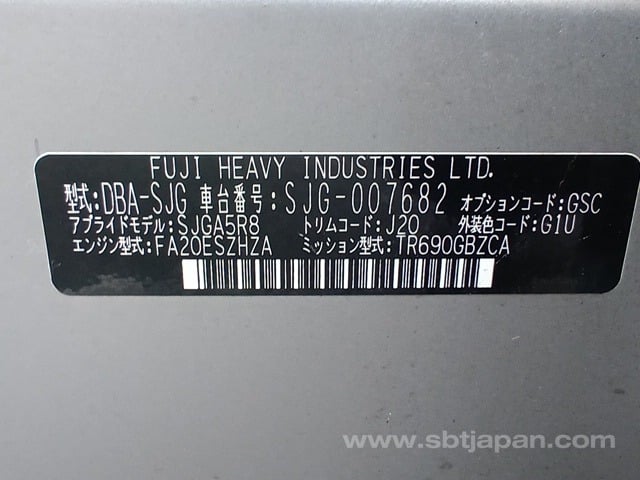 FUJI HEAVY INDUSTRIES LTD.
型式:DBA-SJG 車台番号:SJG-007682 オプションコード:GSC
アプライドモデル:SJGA5R8 トリムコード:J20 外装色コード:G1U
エンジン型式:FA20ESZHZA ミッション型式:TR690GBZCA
www.sbtjapan.com